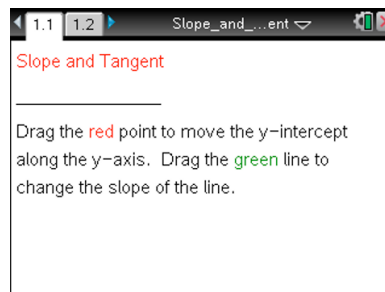 1.1 1.2 Slope_and_...ent
Slope and Tangent
Drag the red point to move the y-intercept
along the y-axis. Drag the green line to
change the slope of the line.